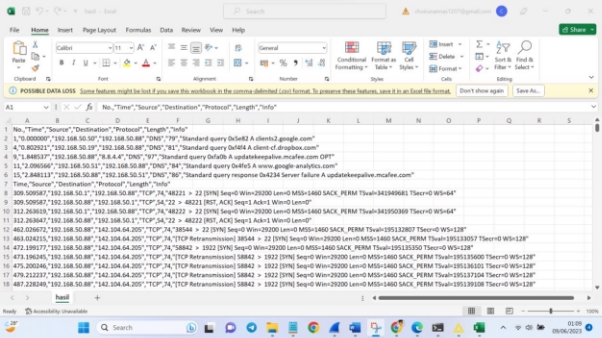 hasil - Excel
Search
File Home Insert Page Layout Formulas Data Review View Help
Share
Paste
Calibri 11
General
Conditional Formatting Format as Table Cell Styles
Insert
Delete
Format
Sort & Filter Find & Select
Clipboard Font Alignment Number Styles Cells Editing
POSSIBLE DATA LOSS Some features might be lost if you save this workbook in the comma-delimited (.csv) format. To preserve these features, save it in an Excel file format. Don't show again Save As...
A1 No.,"Time","Source","Destination","Protocol","Length","Info"
A B C D E F G H I J K L M N O P Q R S
1 No.,"Time","Source","Destination","Protocol","Length","Info"
2 1,"0.000000","192.168.50.50","192.168.50.88","DNS","79","Standard query 0x5e82 A clients2.google.com"
3 4,"0.802921","192.168.50.19","192.168.50.88","DNS","81","Standard query 0xf4f4 A client-cf.dropbox.com"
4 9,"1.848537","192.168.50.88","8.8.4.4","DNS","97","Standard query 0xfa0b A updatekeepalive.mcafee.com OPT"
5 11,"2.096566","192.168.50.51","192.168.50.88","DNS","84","Standard query 0x4fe5 A www.google-analytics.com"
6 15,"2.848113","192.168.50.88","192.168.50.51","DNS","86","Standard query response 0x4234 Server failure A updatekeepalive.mcafee.com"
7 Time,"Source","Destination","Protocol","Length","Info"
8 309.509587,"192.168.50.1","192.168.50.88","TCP",74,"48221 > 22 [SYN] Seq=0 Win=29200 Len=0 MSS=1460 SACK_PERM TSval=341949681 TSecr=0 WS=64"
9 309.509587,"192.168.50.88","192.168.50.1","TCP",54,"22 > 48221 [RST, ACK] Seq=1 Ack=1 Win=0 Len=0"
10 312.263619,"192.168.50.1","192.168.50.88","TCP",74,"48222 > 22 [SYN] Seq=0 Win=29200 Len=0 MSS=1460 SACK_PERM TSval=341950369 TSecr=0 WS=64"
11 312.263647,"192.168.50.88","192.168.50.1","TCP",54,"22 > 48222 [RST, ACK] Seq=1 Ack=1 Win=0 Len=0"
12 462.026672,"192.168.50.88","142.104.64.205","TCP",74,"38544 > 22 [SYN] Seq=0 Win=29200 Len=0 MSS=1460 SACK_PERM TSval=195132807 TSecr=0 WS=128"
13 463.024215,"192.168.50.88","142.104.64.205","TCP",74,"[TCP Retransmission] 38544 > 22 [SYN] Seq=0 Win=29200 Len=0 MSS=1460 SACK_PERM TSval=195133057 TSecr=0 WS=128"
14 472.199177,"192.168.50.88","142.104.64.205","TCP",74,"58842 > 1922 [SYN] Seq=0 Win=29200 Len=0 MSS=1460 SACK_PERM TSval=195135350 TSecr=0 WS=128"
15 473.196245,"192.168.50.88","142.104.64.205","TCP",74,"[TCP Retransmission] 58842 > 1922 [SYN] Seq=0 Win=29200 Len=0 MSS=1460 SACK_PERM TSval=195135600 TSecr=0 WS=128"
16 475.200246,"192.168.50.88","142.104.64.205","TCP",74,"[TCP Retransmission] 58842 > 1922 [SYN] Seq=0 Win=29200 Len=0 MSS=1460 SACK_PERM TSval=195136101 TSecr=0 WS=128"
17 479.212237,"192.168.50.88","142.104.64.205","TCP",74,"[TCP Retransmission] 58842 > 1922 [SYN] Seq=0 Win=29200 Len=0 MSS=1460 SACK_PERM TSval=195137104 TSecr=0 WS=128"
18 487.228249,"192.168.50.88","142.104.64.205","TCP",74,"[TCP Retransmission] 58842 > 1922 [SYN] Seq=0 Win=29200 Len=0 MSS=1460 SACK_PERM TSval=195139108 TSecr=0 WS=128"
hasil
Ready Accessibility: Unavailable 100%
28° Search 01:09
09/06/2023